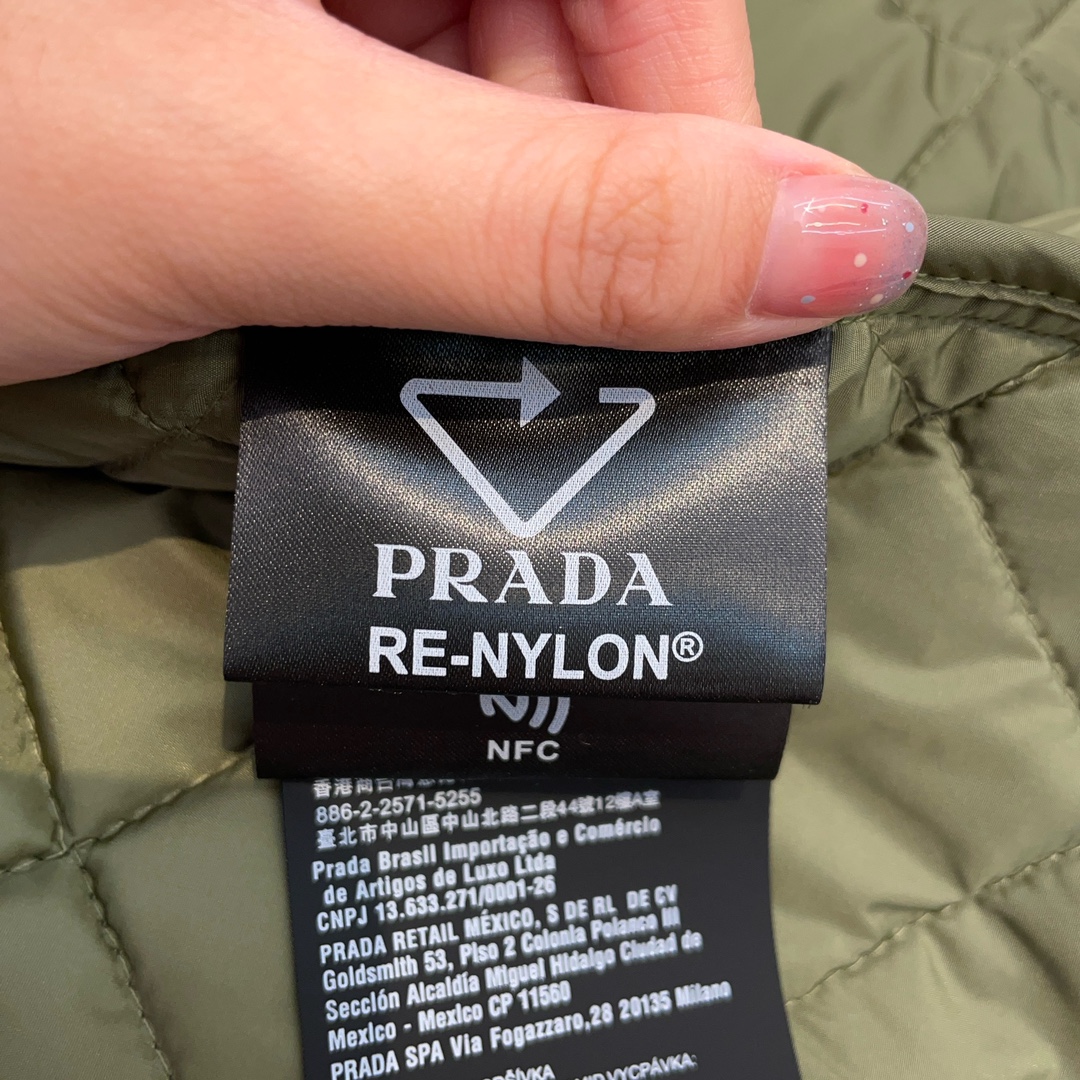 PRADA
RE-NYLON®
NFC
886-2-2571-5255
臺北市中山區中山北路二段44號12樓A室
Prada Brasil Importação e Comércio
de Artigos de Luxo Ltda
CNPJ 13.633.271/0001-26
PRADA RETAIL MÉXICO, S DE RL DE CV
Goldsmith 53, Piso 2 Colonia Polanco III
Sección Alcaldía Miguel Hidalgo Ciudad de
Mexico - Mexico CP 11560
PRADA SPA Via Fogazzaro,28 20135 Milano
VYCPÁVKA: